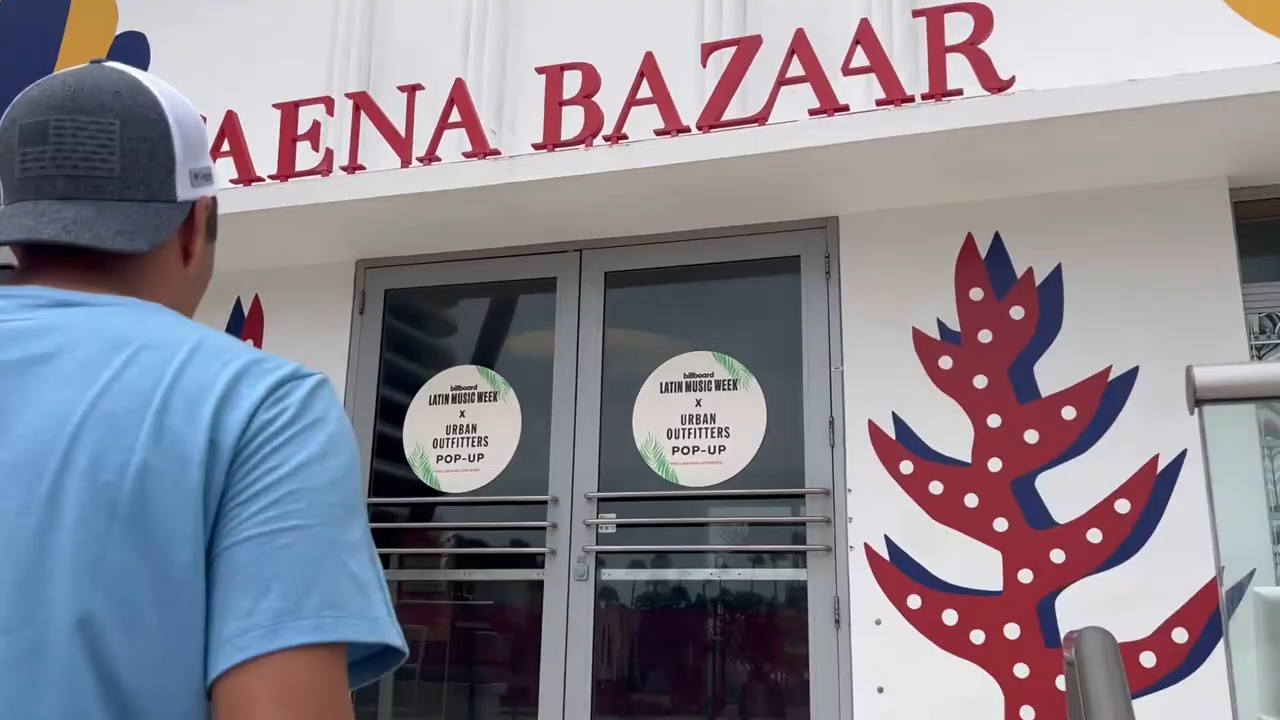 AENA BAZAAR
billboard
LATIN MUSIC WEEK
X
URBAN
OUTFITTERS
POP-UP
billboard
LATIN MUSIC WEEK
X
URBAN
OUTFITTERS
POP-UP